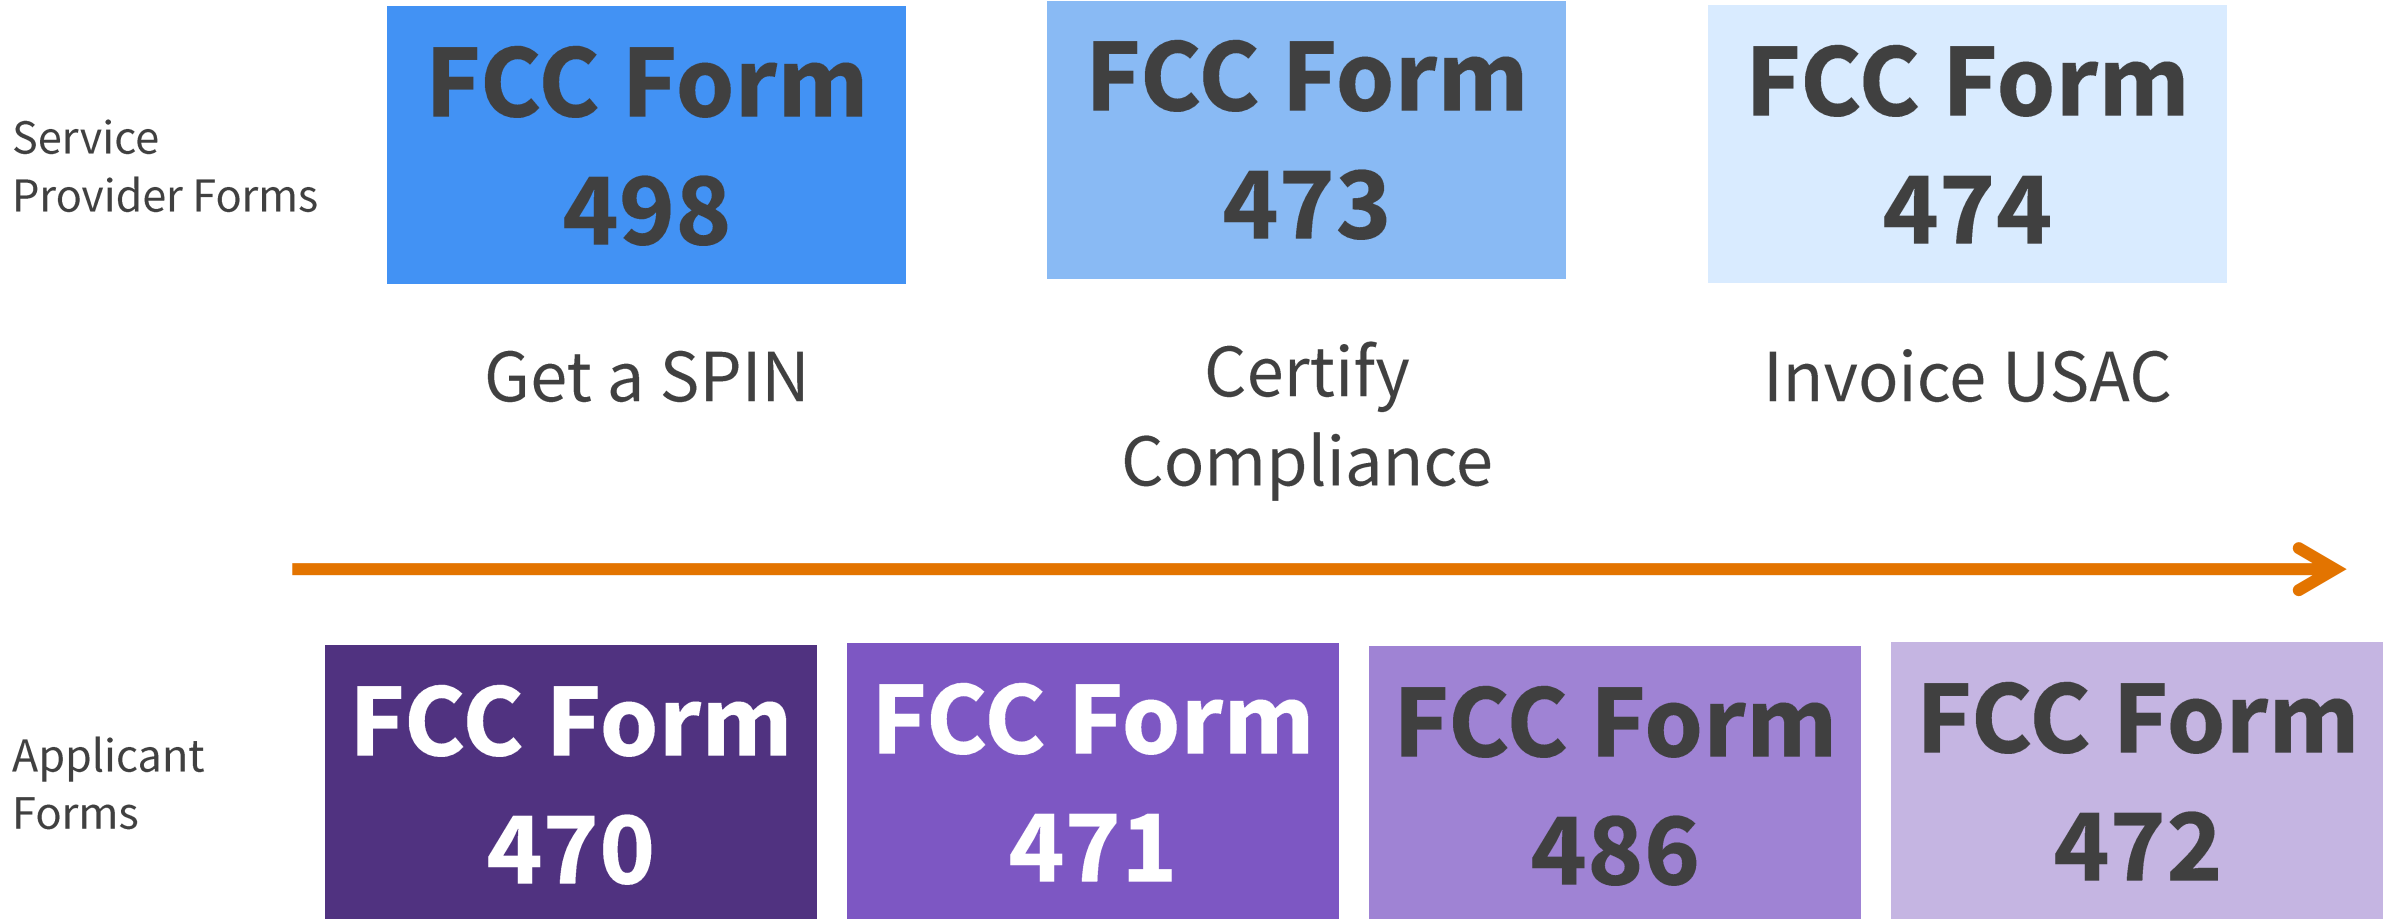 Service
Provider Forms
FCC Form
498
FCC Form
473
FCC Form
474
Get a SPIN
Certify
Compliance
Invoice USAC
Applicant
Forms
FCC Form
470
FCC Form
471
FCC Form
486
FCC Form
472